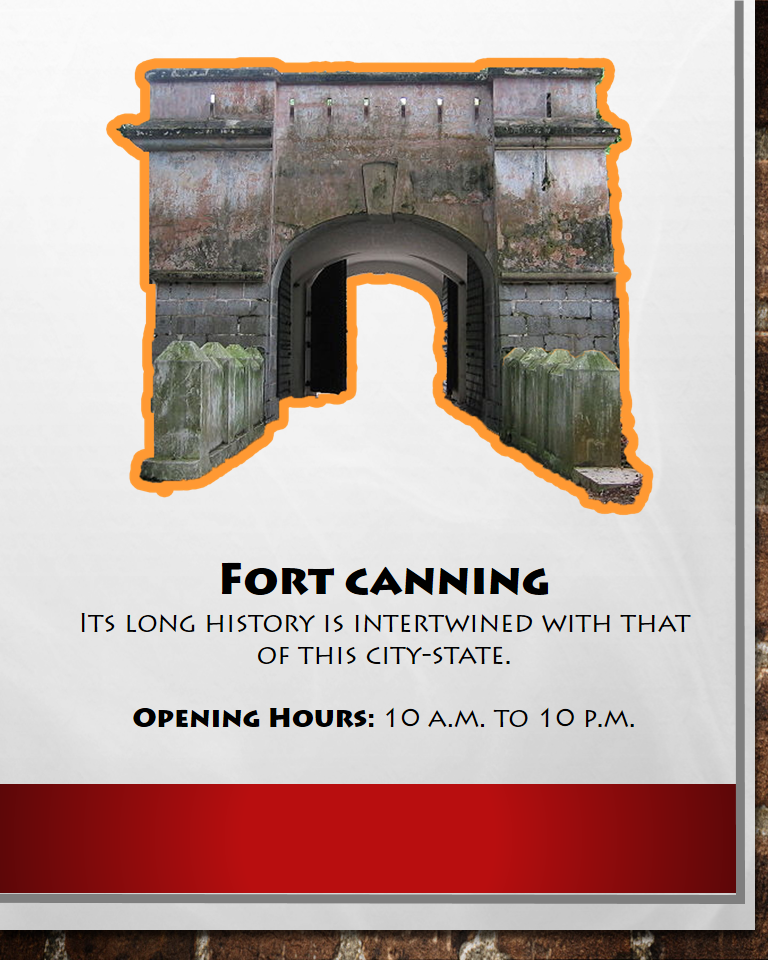 Fort canning
Its long history is intertwined with that
of this city-state.
Opening Hours: 10 a.m. to 10 p.m.